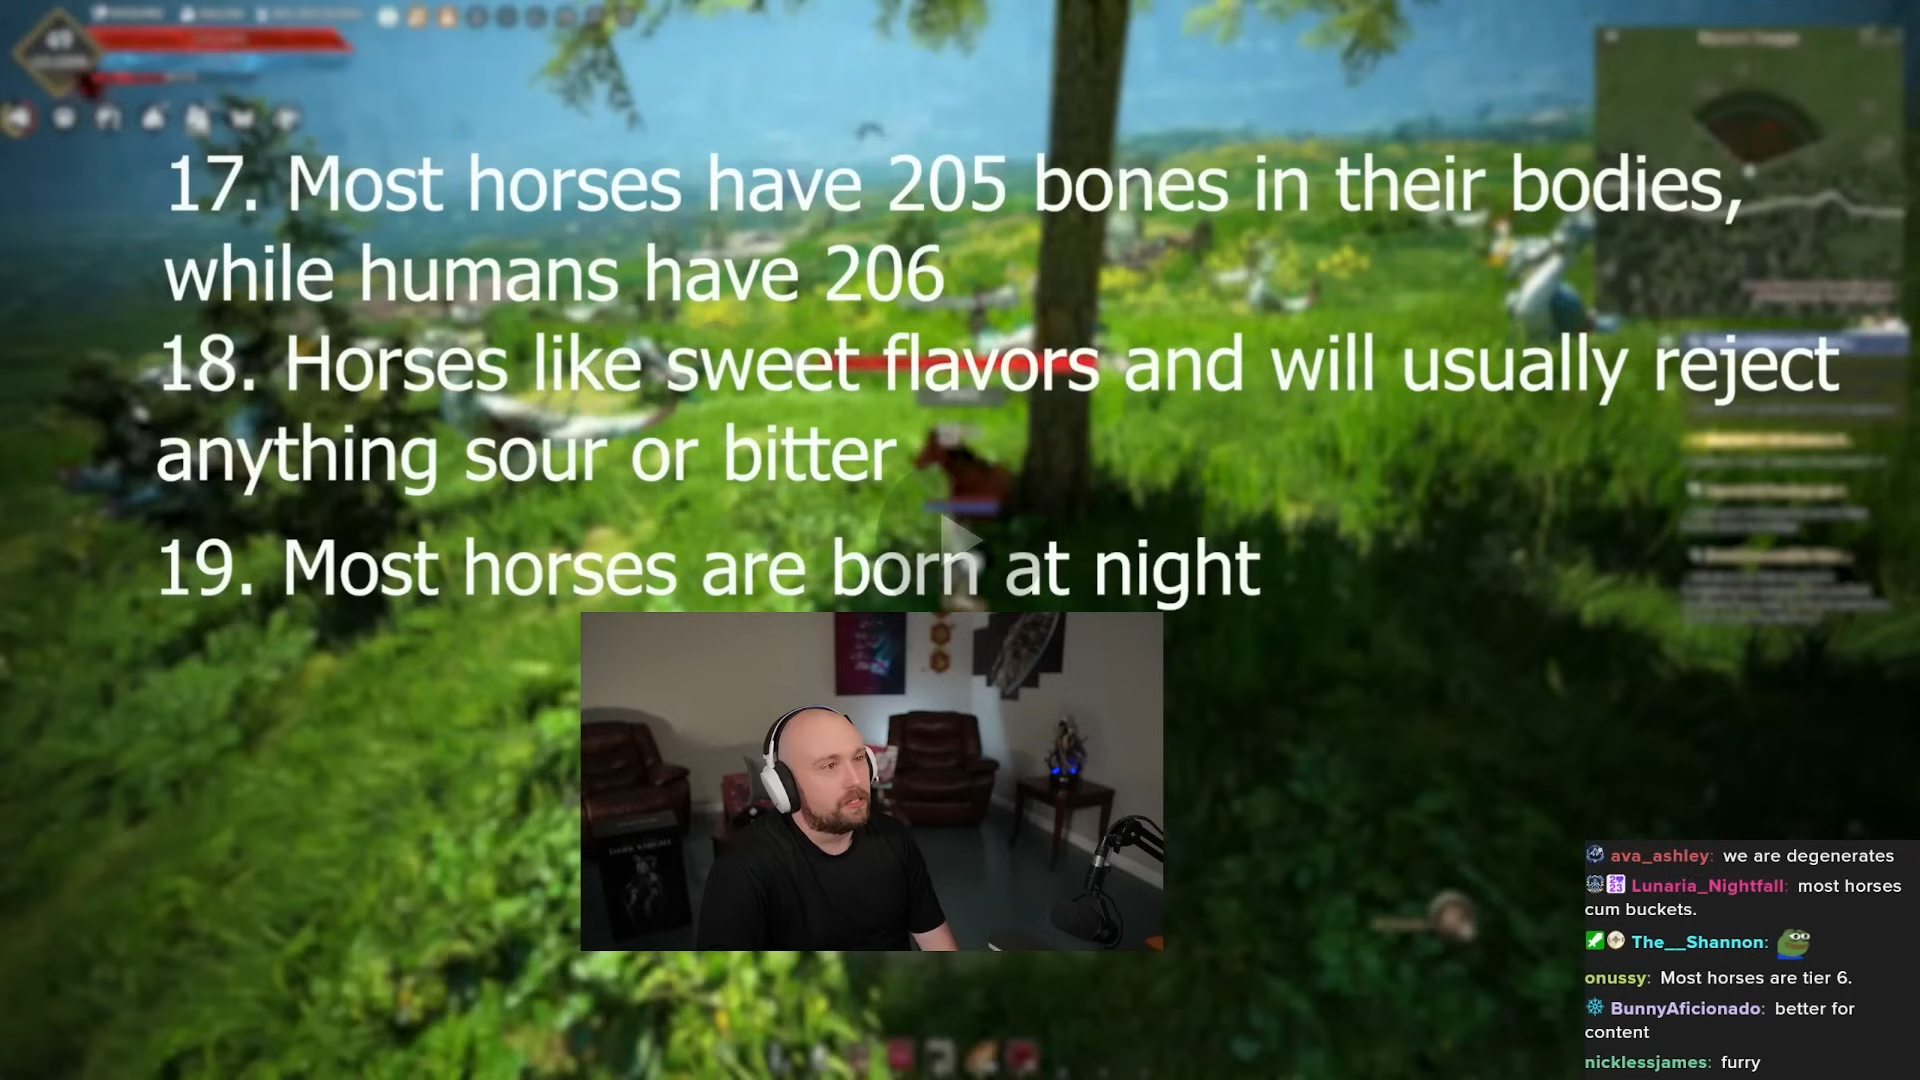 17. Most horses have 205 bones in their bodies,
while humans have 206
18. Horses like sweet flavors and will usually reject
anything sour or bitter
19. Most horses are born at night
DARK KNIGHT
ava_ashley: we are degenerates
Lunaria_Nightfall: most horses
cum buckets.
The__Shannon:
onussy: Most horses are tier 6.
BunnyAficionado: better for
content
nicklessjames: furry